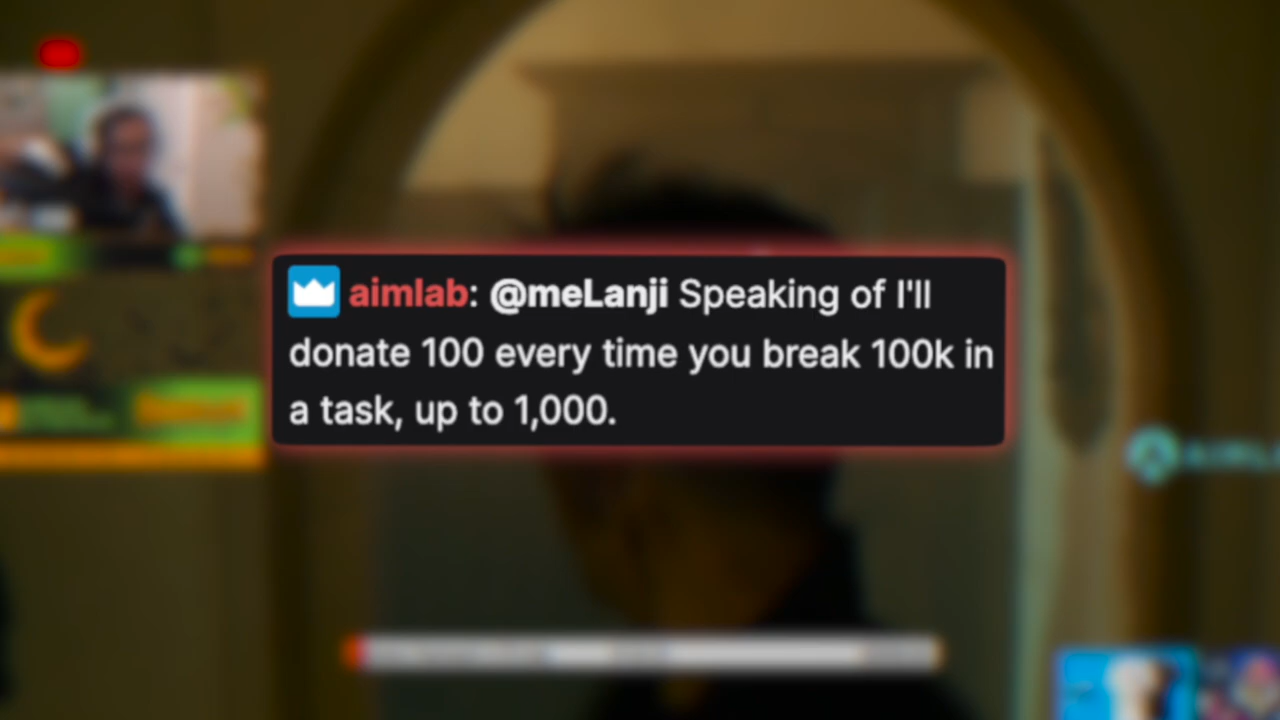 aimlab: @meLanji Speaking of I'll
donate 100 every time you break 100k in
a task, up to 1,000.